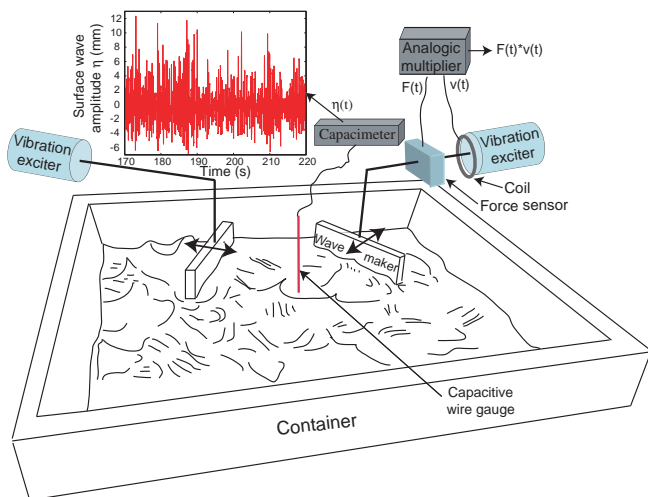 Surface wave
amplitude η (mm)
12
10
8
6
4
2
0
-2
-4
-6
170 180 190 200 210 220
Time (s)
η(t)
Capacimeter
Analogic
multiplier
F(t)*v(t)
F(t)
v(t)
Vibration
exciter
Vibration
exciter
Coil
Force sensor
Wave maker
Capacitive
wire gauge
Container